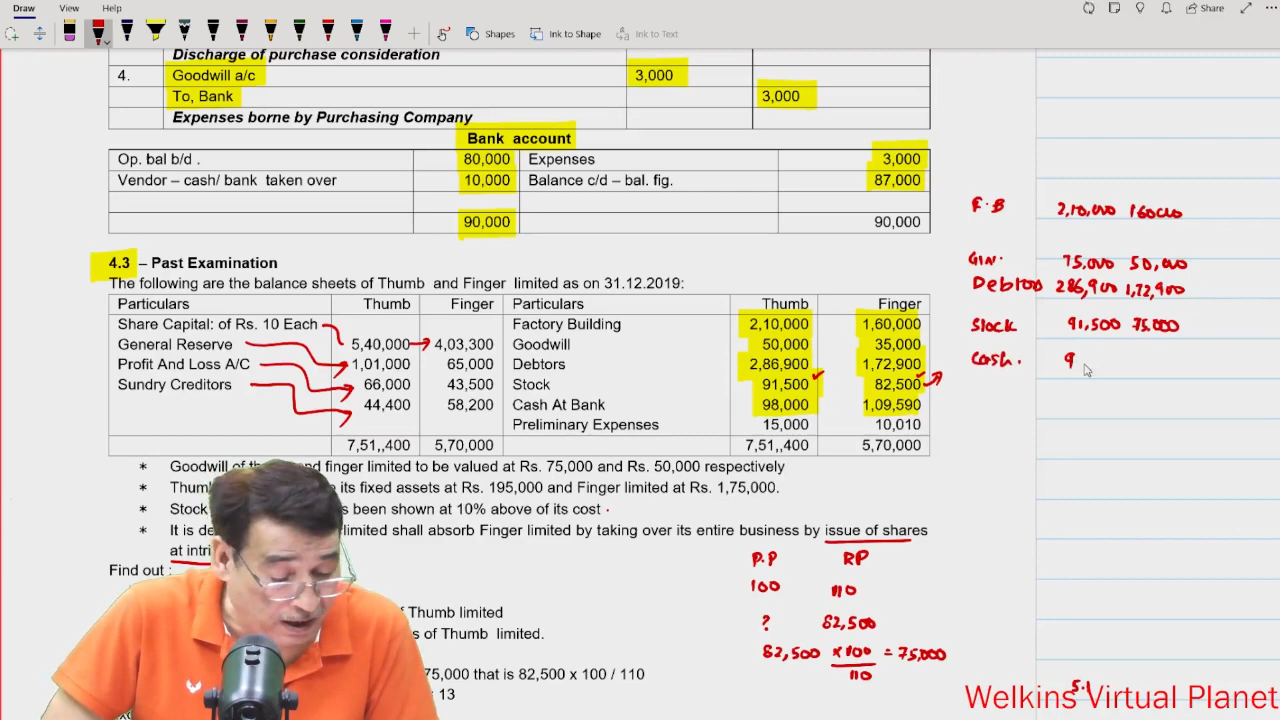 Draw View Help
Share
Shapes Ink to Shape Ink to Text
Discharge of purchase consideration
4. Goodwill a/c 3,000
To, Bank 3,000
Expenses borne by Purchasing Company
Bank account
Op. bal b/d . 80,000 Expenses 3,000
Vendor – cash/ bank taken over 10,000 Balance c/d – bal. fig. 87,000
90,000 90,000
F.B 2,10,000 160000
4.3 – Past Examination
G.W. 75,000 50,000
The following are the balance sheets of Thumb and Finger limited as on 31.12.2019:
Debtors 286,900 1,72,900
Particulars Thumb Finger Particulars Thumb Finger
Share Capital: of Rs. 10 Each Factory Building 2,10,000 1,60,000
Stock 91,500 75,000
General Reserve 5,40,000 4,03,300 Goodwill 50,000 35,000
Profit And Loss A/C 1,01,000 65,000 Debtors 2,86,900 1,72,900
Cash. 9
Sundry Creditors 66,000 43,500 Stock 91,500 82,500
44,400 58,200 Cash At Bank 98,000 1,09,590
Preliminary Expenses 15,000 10,010
7,51,,400 5,70,000 7,51,,400 5,70,000
* Goodwill of th and finger limited to be valued at Rs. 75,000 and Rs. 50,000 respectively
* Thum its fixed assets at Rs. 195,000 and Finger limited at Rs. 1,75,000.
* Stock s been shown at 10% above of its cost
* It is de limited shall absorb Finger limited by taking over its entire business by issue of shares
at intri
P.P RP
Find out :
100 110
of Thumb limited
? 82,500
s of Thumb limited.
82,500 x 100 = 75,000
110
75,000 that is 82,500 x 100 / 110
= 13
5.1
Welkins Virtual Planet